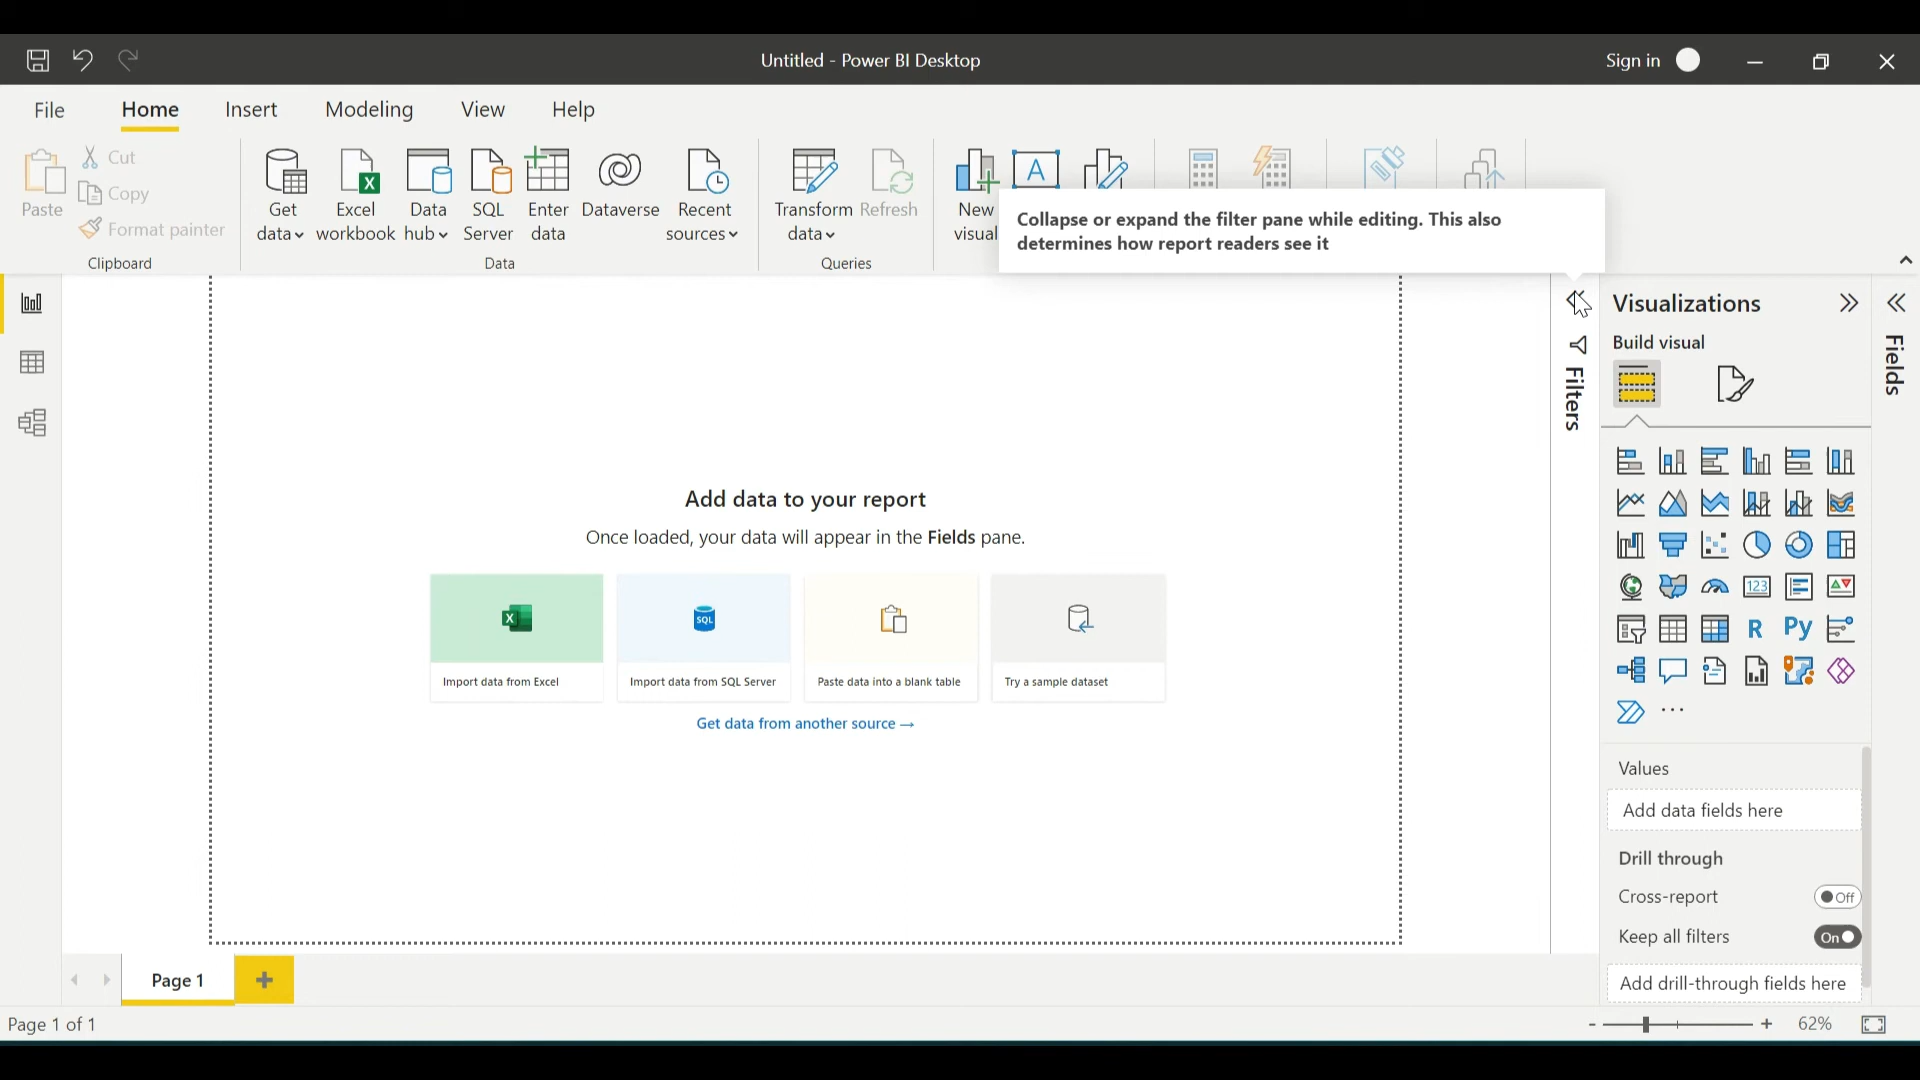 Untitled - Power BI Desktop
Sign in
File Home Insert Modeling View Help
Paste
Cut
Copy
Format painter
Clipboard
Get data
Excel workbook
Data hub
SQL Server
Enter data
Dataverse
Recent sources
Data
Transform data
Refresh
Queries
New visual
A
Collapse or expand the filter pane while editing. This also
determines how report readers see it
Filters
Visualizations
Build visual
Fields
123
R
Py
Values
Add data fields here
Drill through
Cross-report
Off
Keep all filters
On
Add drill-through fields here
Add data to your report
Once loaded, your data will appear in the Fields pane.
X
SQL
Import data from Excel
Import data from SQL Server
Paste data into a blank table
Try a sample dataset
Get data from another source →
Page 1
+
Page 1 of 1
- + 62%